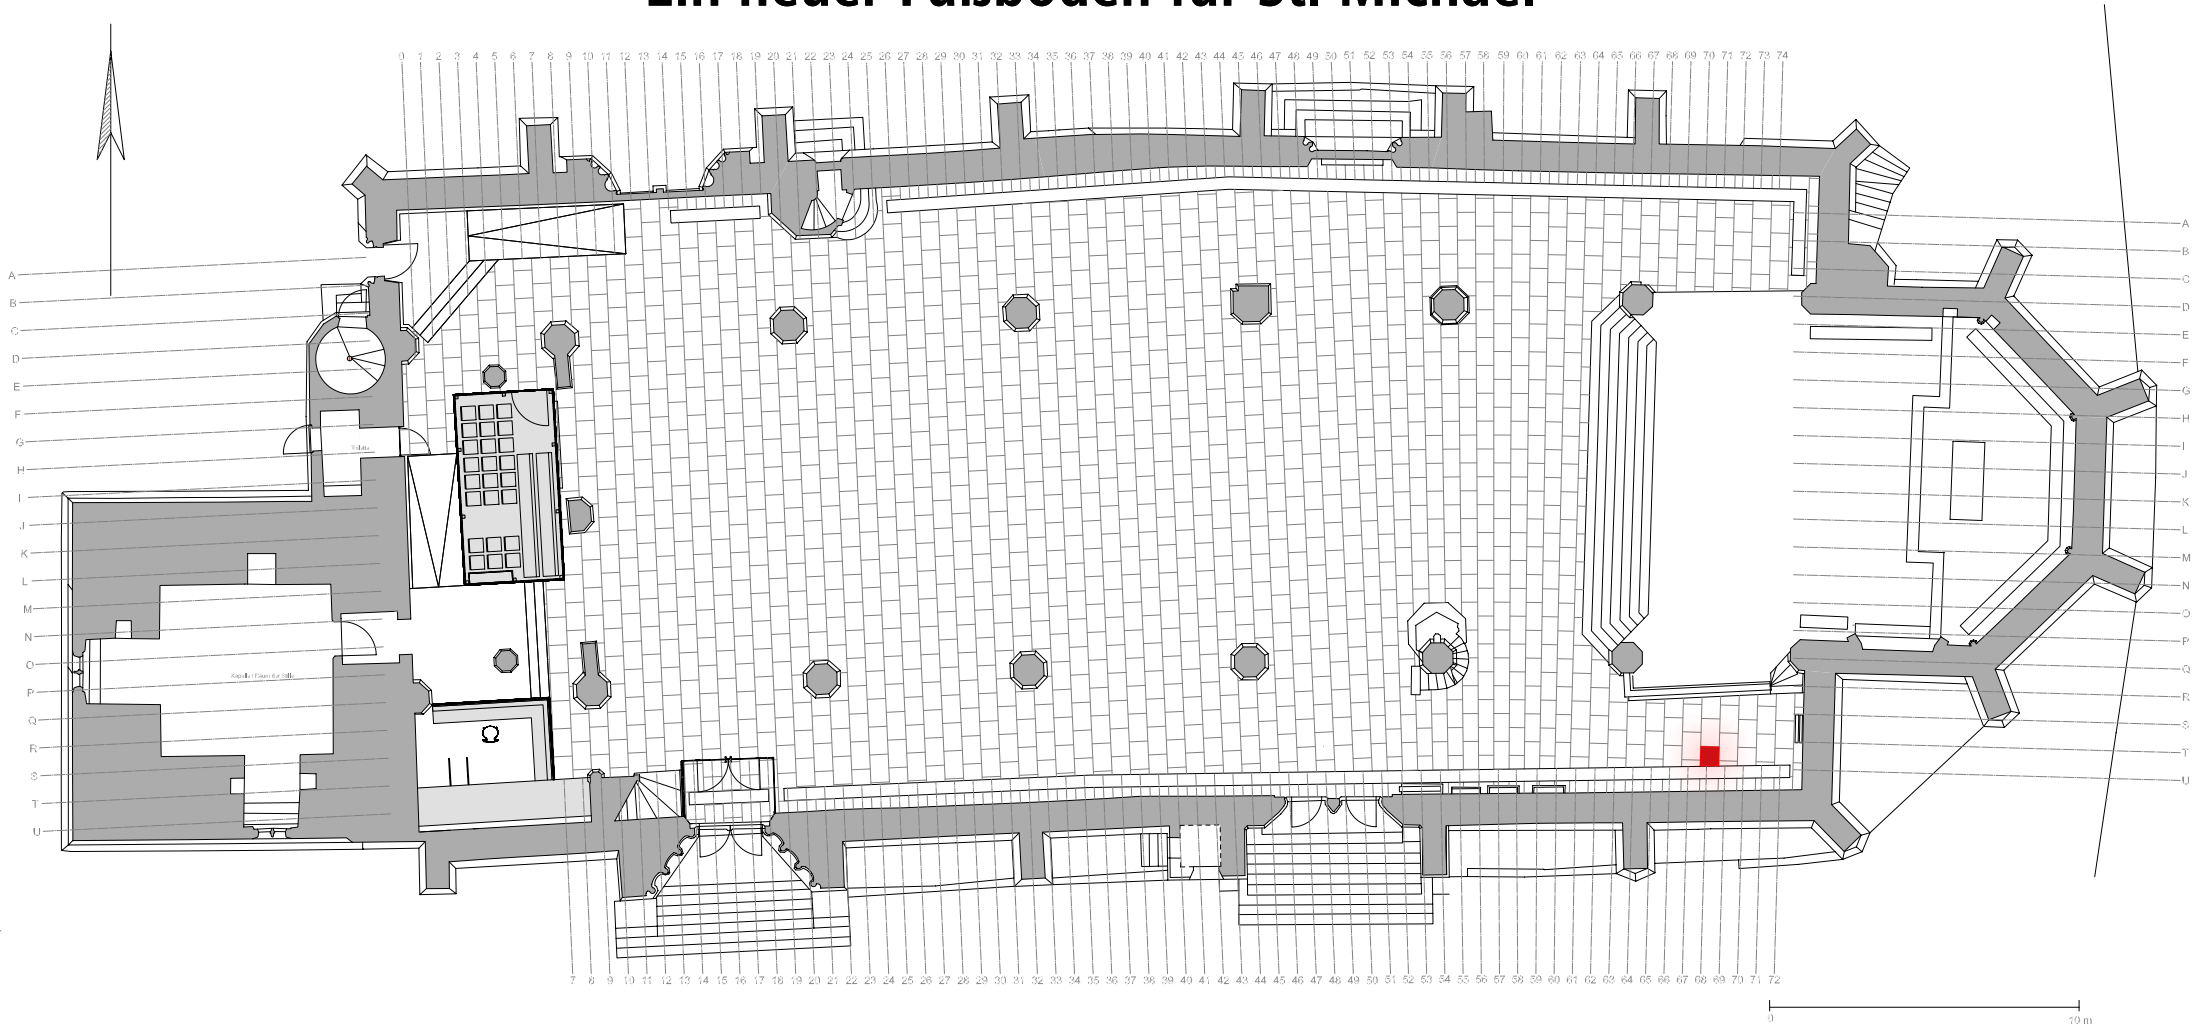 Ein neuer Fußboden für St. Michael
0 1 2 3 4 5 6 7 8 9 10 11 12 13 14 15 16 17 18 19 20 21 22 23 24 25 26 27 28 29 30 31 32 33 34 35 36 37 38 39 40 41 42 43 44 45 46 47 48 49 50 51 52 53 54 55 56 57 58 59 60 61 62 63 64 65 66 67 68 69 70 71 72 73 74
A
B
C
D
E
F
G
H
I
J
K
L
M
N
O
P
Q
R
S
T
U
Kapelle / Raum der Stille
A
B
C
D
E
F
G
H
I
J
K
L
M
N
O
P
Q
R
S
T
U
7 8 9 10 11 12 13 14 15 16 17 18 19 20 21 22 23 24 25 26 27 28 29 30 31 32 33 34 35 36 37 38 39 40 41 42 43 44 45 46 47 48 49 50 51 52 53 54 55 56 57 58 59 60 61 62 63 64 65 66 67 68 69 70 71 72
0 10 m